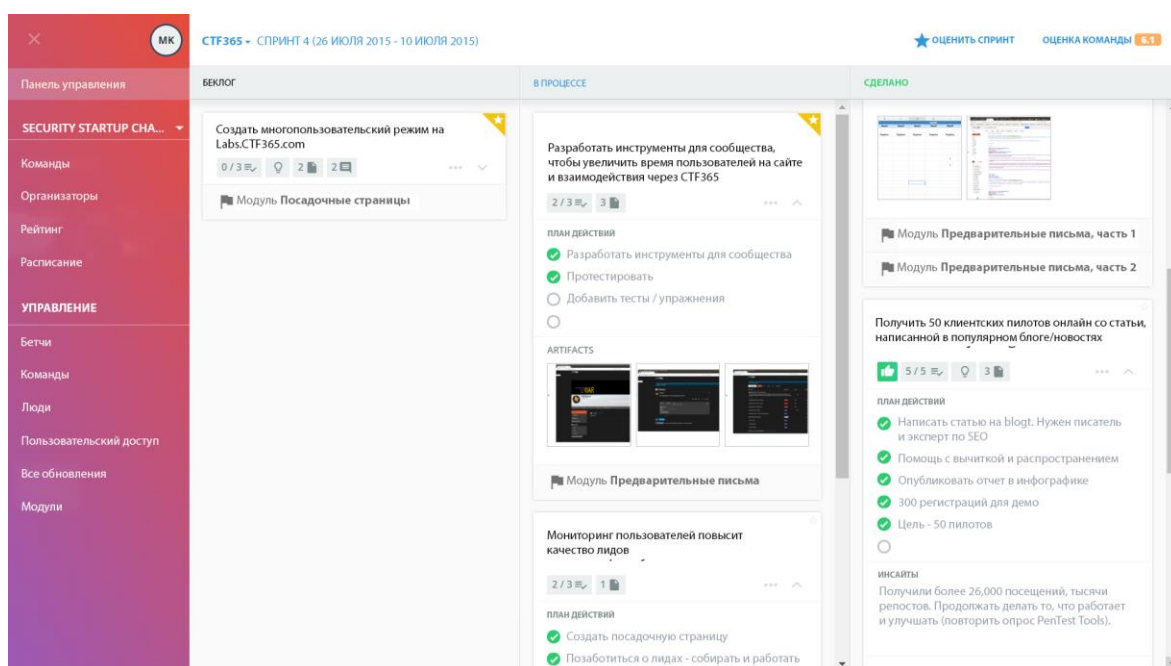 MK
CTF365 СПРИНТ 4 (26 ИЮЛЯ 2015 - 10 ИЮЛЯ 2015)
ОЦЕНИТЬ СПРИНТ
ОЦЕНКА КОМАНДЫ 6,1
Панель управления
SECURITY STARTUP CHA...
Команды
Организаторы
Рейтинг
Расписание
УПРАВЛЕНИЕ
Бетчи
Команды
Люди
Пользовательский доступ
Все обновления
Модули
БЕКЛОГ
Создать многопользовательский режим на
Labs.CTF365.com
0/3 2 2
Модуль Посадочные страницы
В ПРОЦЕССЕ
Разработать инструменты для сообщества,
чтобы увеличить время пользователей на сайте
и взаимодействия через CTF365
2/3 3
ПЛАН ДЕЙСТВИЙ
Разработать инструменты для сообщества
Протестировать
Добавить тесты / упражнения
ARTIFACTS
Модуль Предварительные письма
Мониторинг пользователей повысит
качество лидов
2/3 1
ПЛАН ДЕЙСТВИЙ
Создать посадочную страницу
Позаботиться о лидах - собирать и работать
СДЕЛАНО
Модуль Предварительные письма, часть 1
Модуль Предварительные письма, часть 2
Получить 50 клиентских пилотов онлайн со статьи,
написанной в популярном блоге/новостях
5/5 3
ПЛАН ДЕЙСТВИЙ
Написать статью на blogt. Нужен писатель
и эксперт по SEO
Помощь с вычиткой и распространением
Опубликовать отчет в инфографике
300 регистраций для демо
Цель - 50 пилотов
ИНСАЙТЫ
Получили более 26,000 посещений, тысячи
репостов. Продолжать делать то, что работает
и улучшать (повторить опрос PenTest Tools).